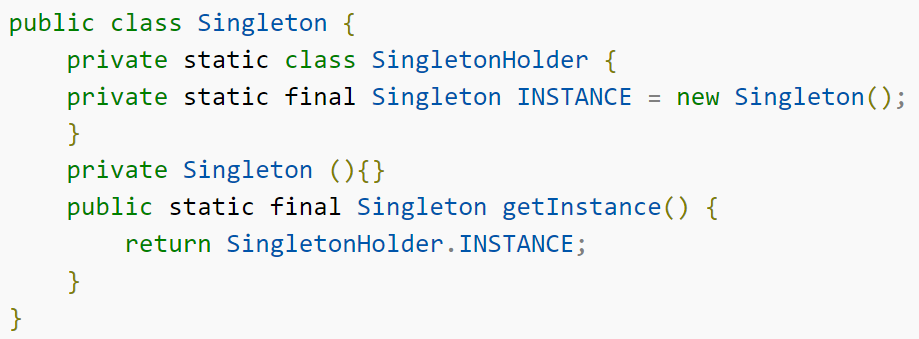 public class Singleton {
    private static class SingletonHolder {
    private static final Singleton INSTANCE = new Singleton();
    }
    private Singleton (){}
    public static final Singleton getInstance() {
        return SingletonHolder.INSTANCE;
    }
}